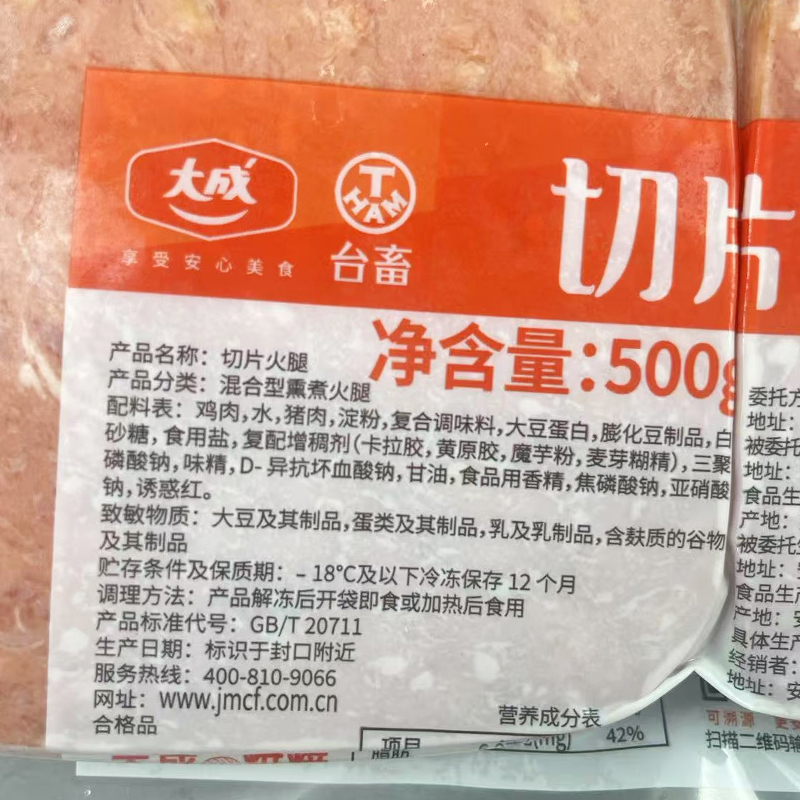 大成
享受安心美食
T
HAM
台畜
切片
净含量:500g
产品名称：切片火腿
产品分类：混合型熏煮火腿
配料表：鸡肉,水,猪肉,淀粉,复合调味料,大豆蛋白,膨化豆制品,白
砂糖,食用盐,复配增稠剂(卡拉胶,黄原胶,魔芋粉,麦芽糊精),三聚
磷酸钠,味精,D-异抗坏血酸钠,甘油,食品用香精,焦磷酸钠,亚硝酸
钠,诱惑红。
致敏物质：大豆及其制品,蛋类及其制品,乳及乳制品,含麸质的谷物
及其制品
贮存条件及保质期：-18℃及以下冷冻保存12个月
调理方法：产品解冻后开袋即食或加热后食用
产品标准代号：GB/T 20711
生产日期：标识于封口附近
服务热线：400-810-9066
网址：www.jmcf.com.cn
合格品
营养成分表
项目
脂肪
42%
委托方
地址：
被委托
地址：
食品生
产地：
被委托生
地址：
食品生产
产地：
具体生产
经销者：
地址：安
可溯源
扫描二维码输